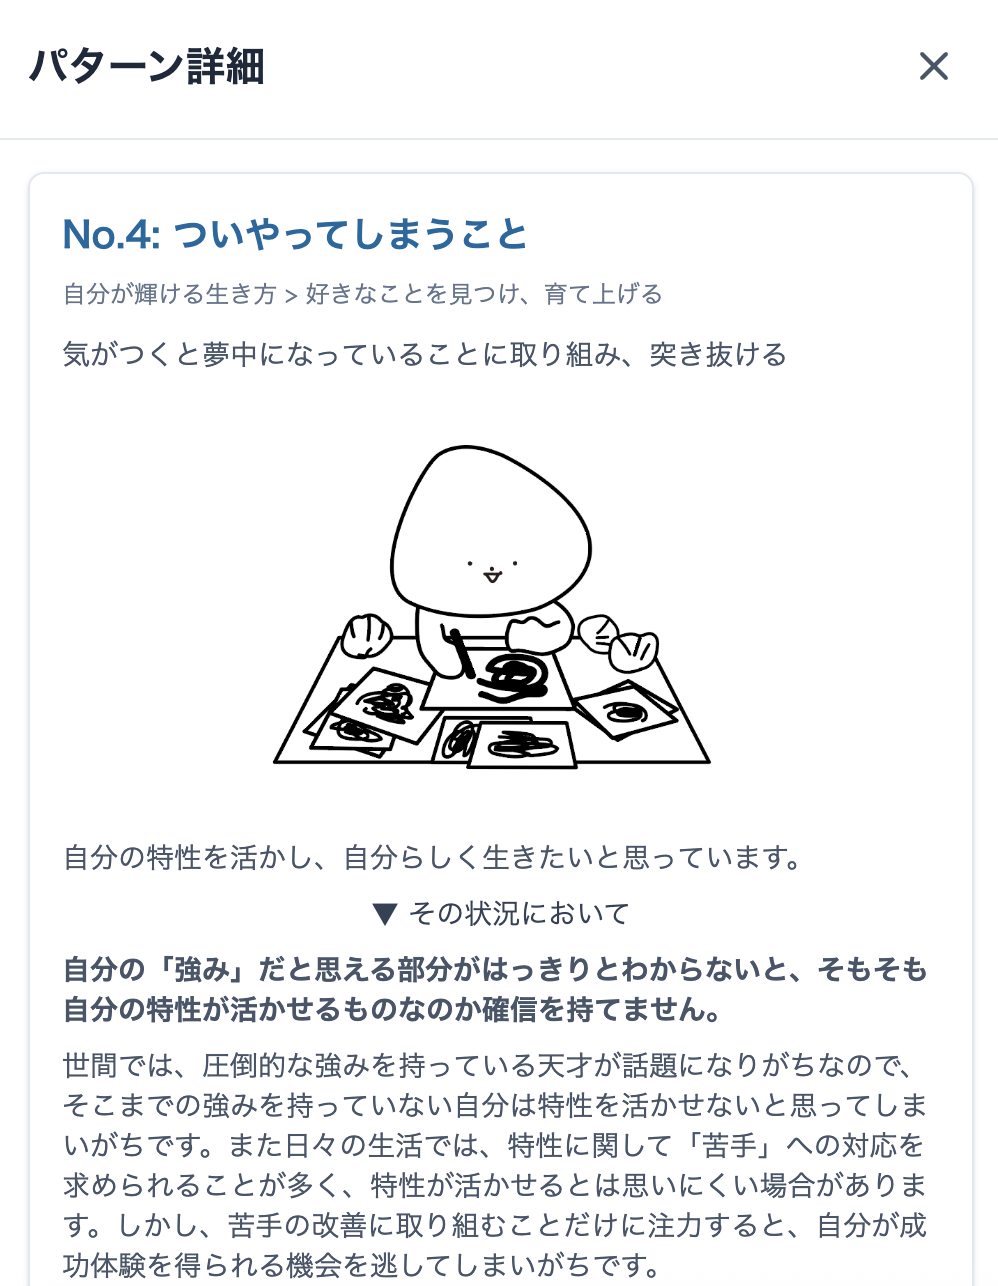 パターン詳細
No.4: ついやってしまうこと
自分が輝ける生き方 > 好きなことを見つけ、育て上げる
気がつくと夢中になっていることに取り組み、突き抜ける
自分の特性を活かし、自分らしく生きたいと思っています。
▼ その状況において
自分の「強み」だと思える部分がはっきりとわからないと、そもそも
自分の特性が活かせるものなのか確信を持てません。
世間では、圧倒的な強みを持っている天才が話題になりがちなので、
そこまでの強みを持っていない自分は特性を活かせないと思ってしま
いがちです。また日々の生活では、特性に関して「苦手」への対応を
求められることが多く、特性が活かせるとは思いにくい場合がありま
す。しかし、苦手の改善に取り組むことだけに注力すると、自分が成
功体験を得られる機会を逃してしまいがちです。